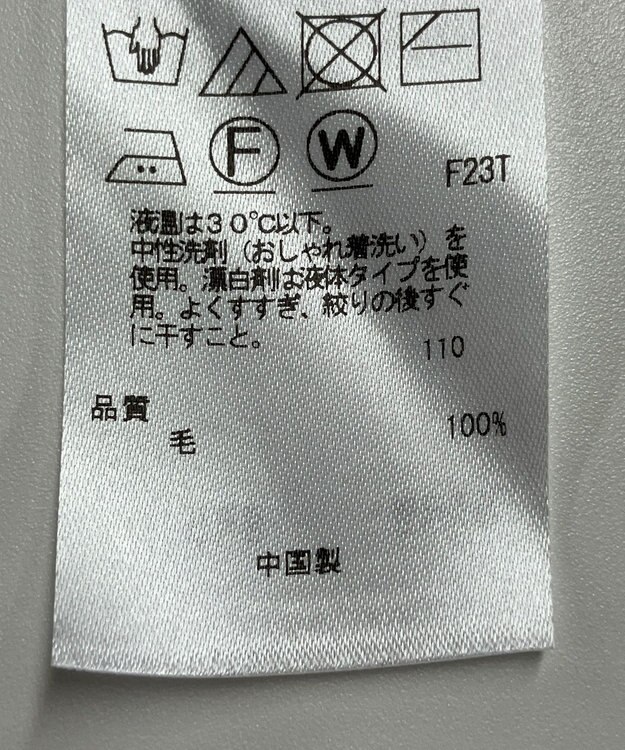 F W F23T
液温は30℃以下。
中性洗剤（おしゃれ着洗い）を
使用。漂白剤は液体タイプを使
用。よくすすぎ、絞りの後すぐ
に干すこと。
110
品質
毛 100%
中国製